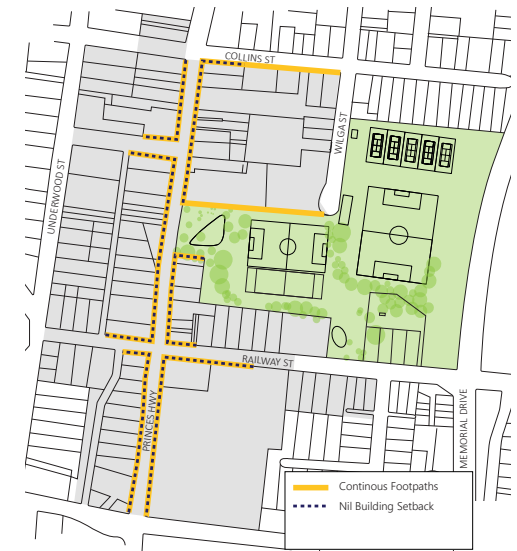 COLLINS ST
WILGA ST
UNDERWOOD ST
RAILWAY ST
PRINCES HWY
MEMORIAL DRIVE
Continous Footpaths
Nil Building Setback